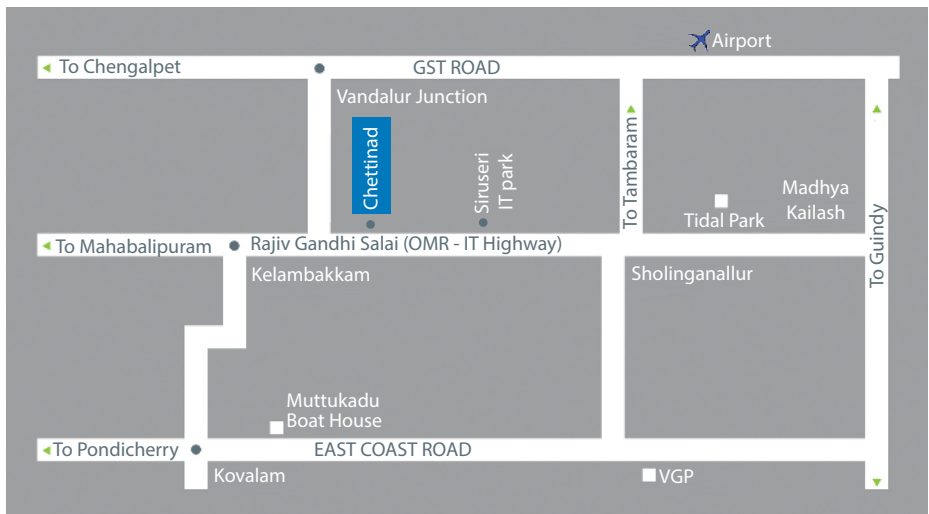 Airport
To Chengalpet
GST ROAD
Vandalur Junction
Chettinad
Siruseri
IT park
To Tambaram
Tidal Park
Madhya
Kailash
To Guindy
To Mahabalipuram
Rajiv Gandhi Salai (OMR - IT Highway)
Kelambakkam
Sholinganallur
Muttukadu
Boat House
To Pondicherry
EAST COAST ROAD
Kovalam
VGP